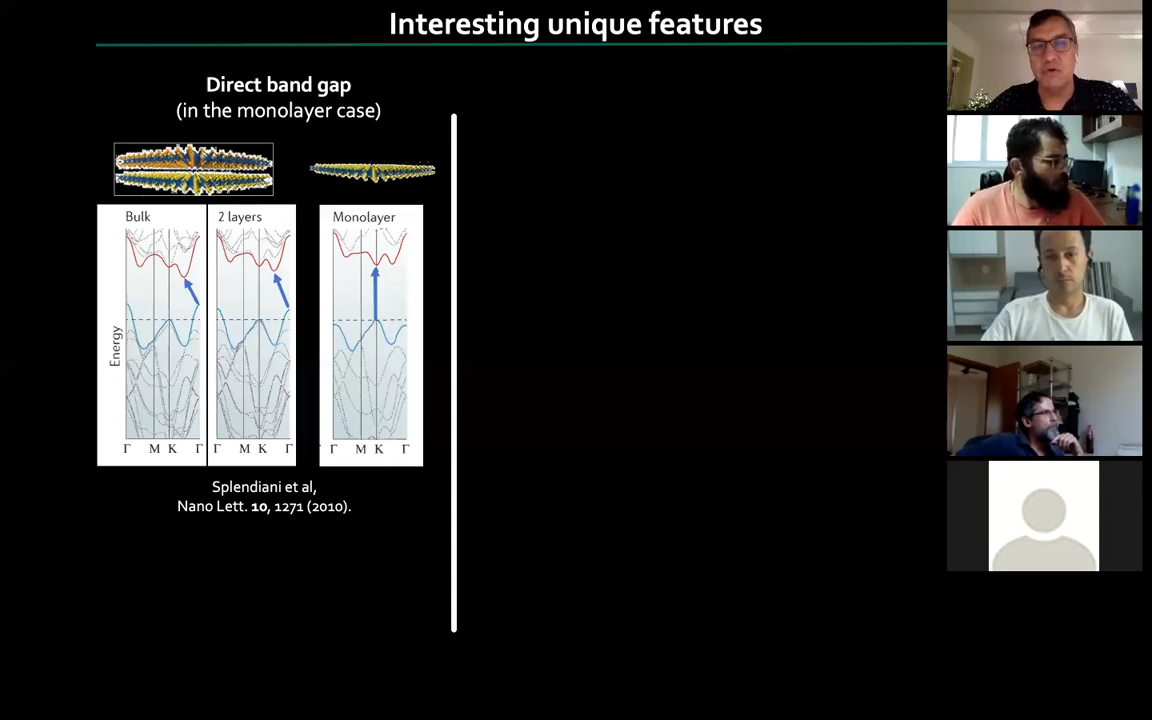 Interesting unique features
Direct band gap
(in the monolayer case)
Bulk
2 layers
Monolayer
Energy
Γ M K Γ
Γ M K Γ
Γ M K Γ
Splendiani et al,
Nano Lett. 10, 1271 (2010).